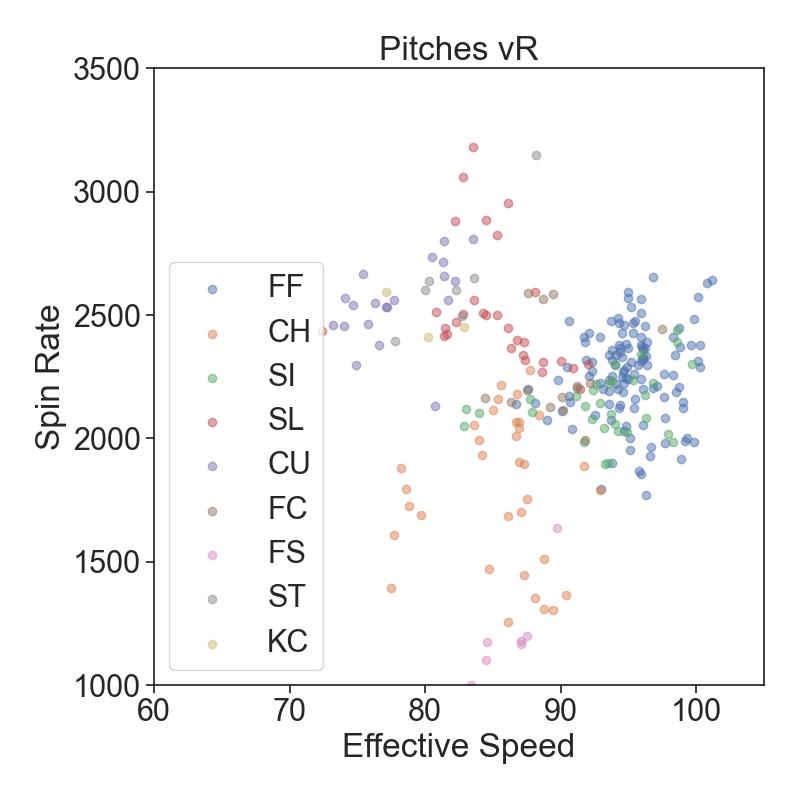 Pitches vR
3500
3000
2500
2000
1500
1000
Spin Rate
FF
CH
SI
SL
CU
FC
FS
ST
KC
60 70 80 90 100
Effective Speed